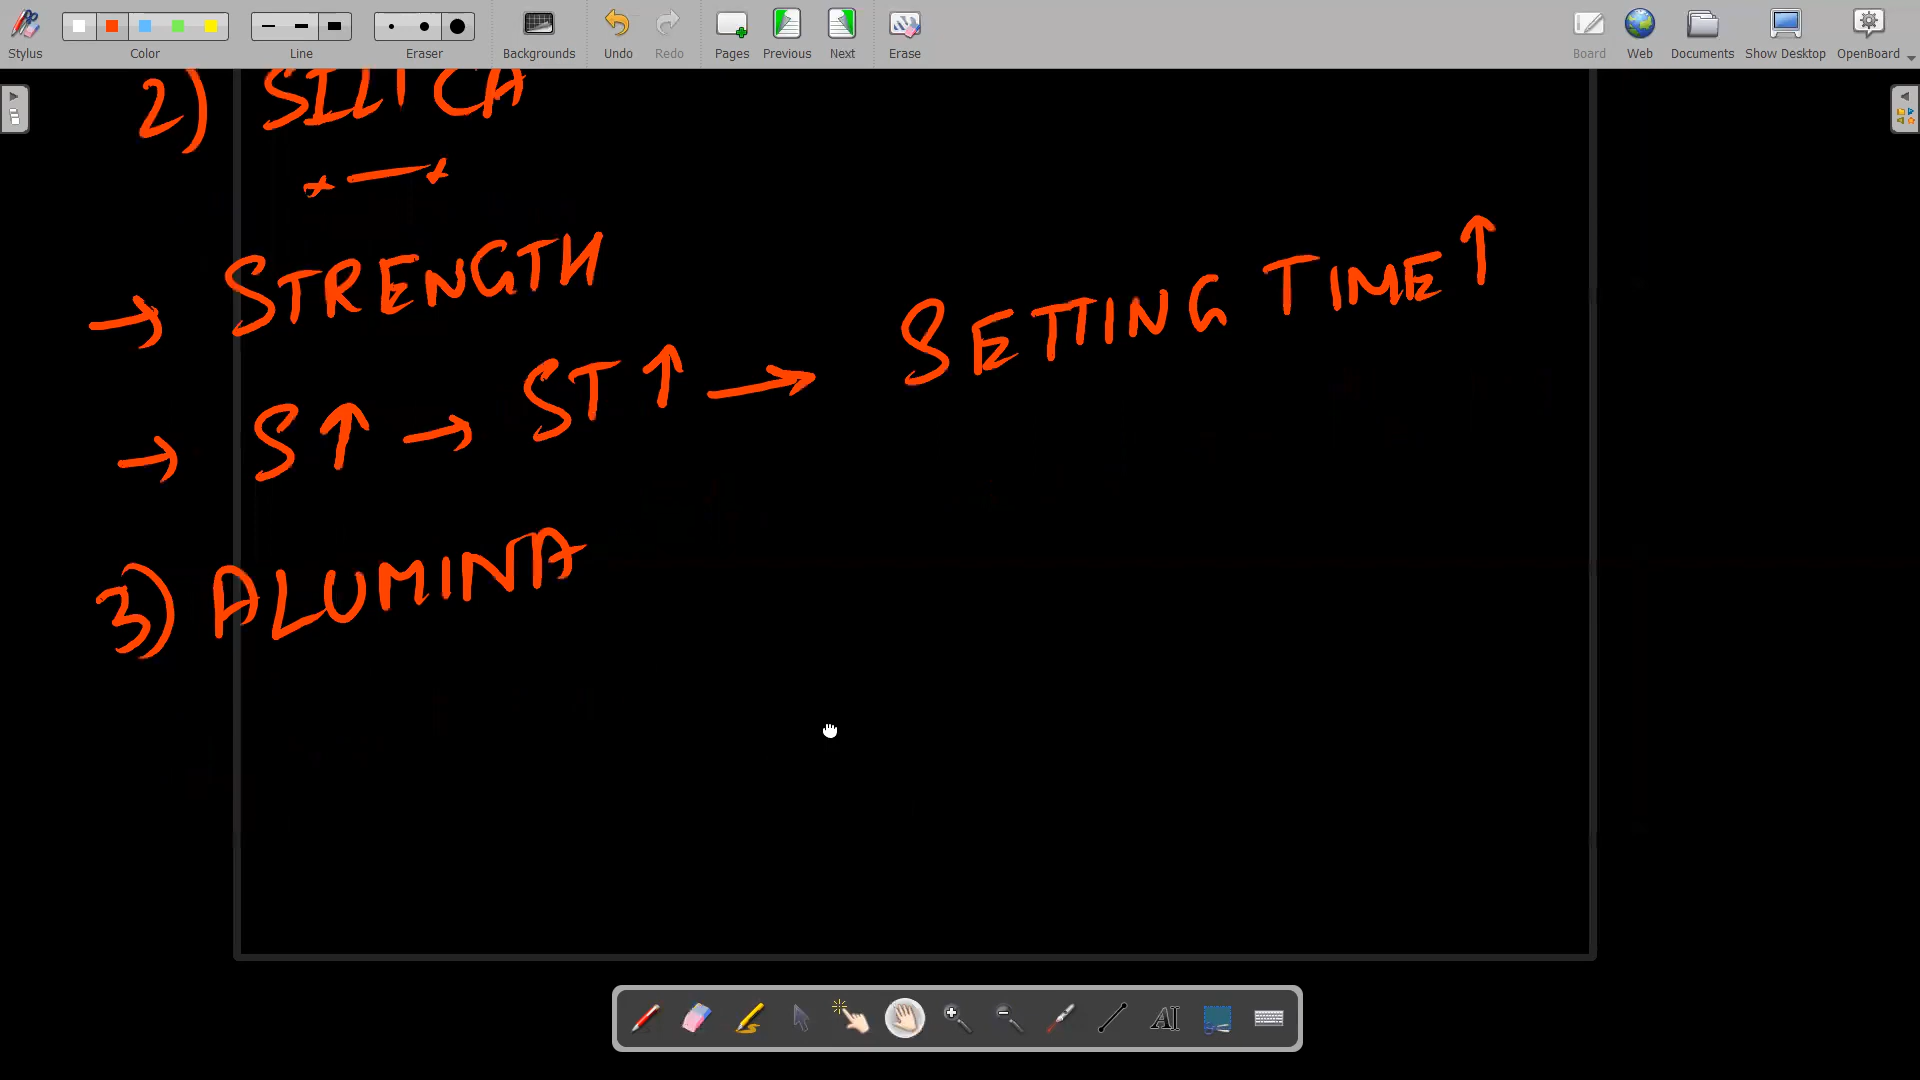 Stylus Color Line Eraser Backgrounds Undo Redo Pages Previous Next Erase Board Web Documents Show Desktop OpenBoard
2) SILICA
→ STRENGTH
→ S↑ → ST↑ → SETTING TIME↑
3) ALUMINA